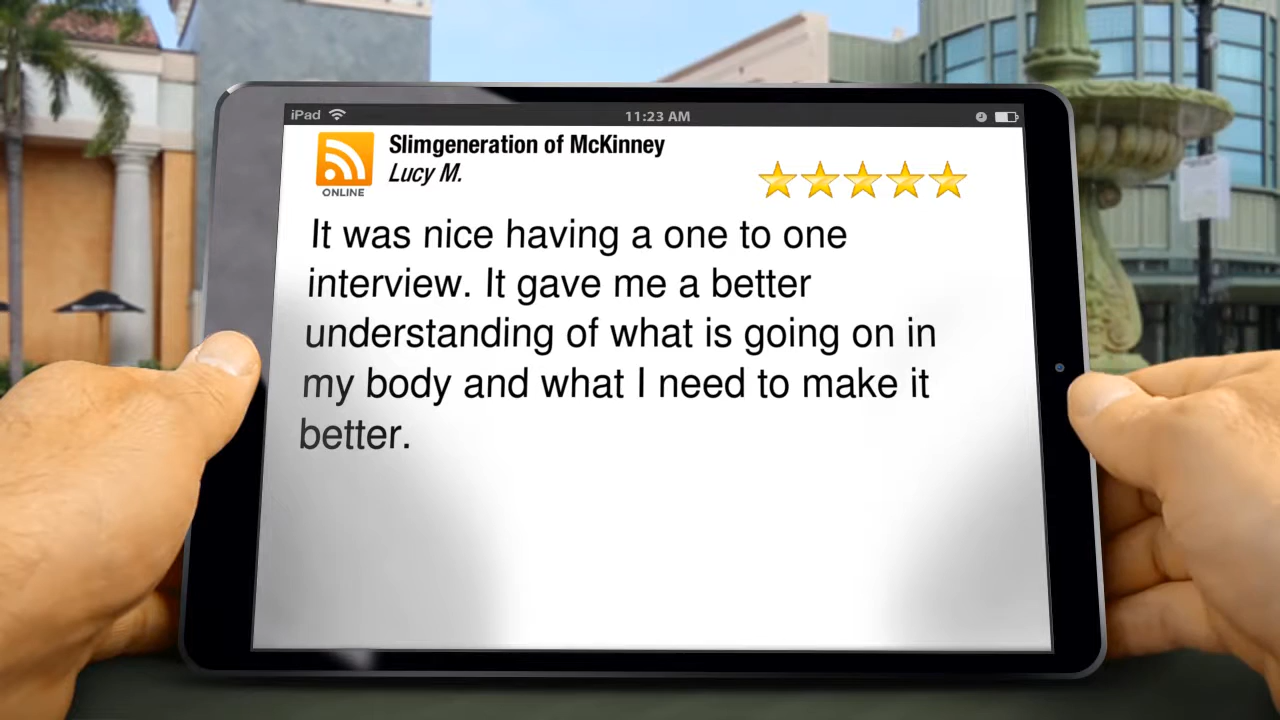 iPad 11:23 AM
Slimgeneration of McKinney
Lucy M.
ONLINE
It was nice having a one to one
interview. It gave me a better
understanding of what is going on in
my body and what I need to make it
better.